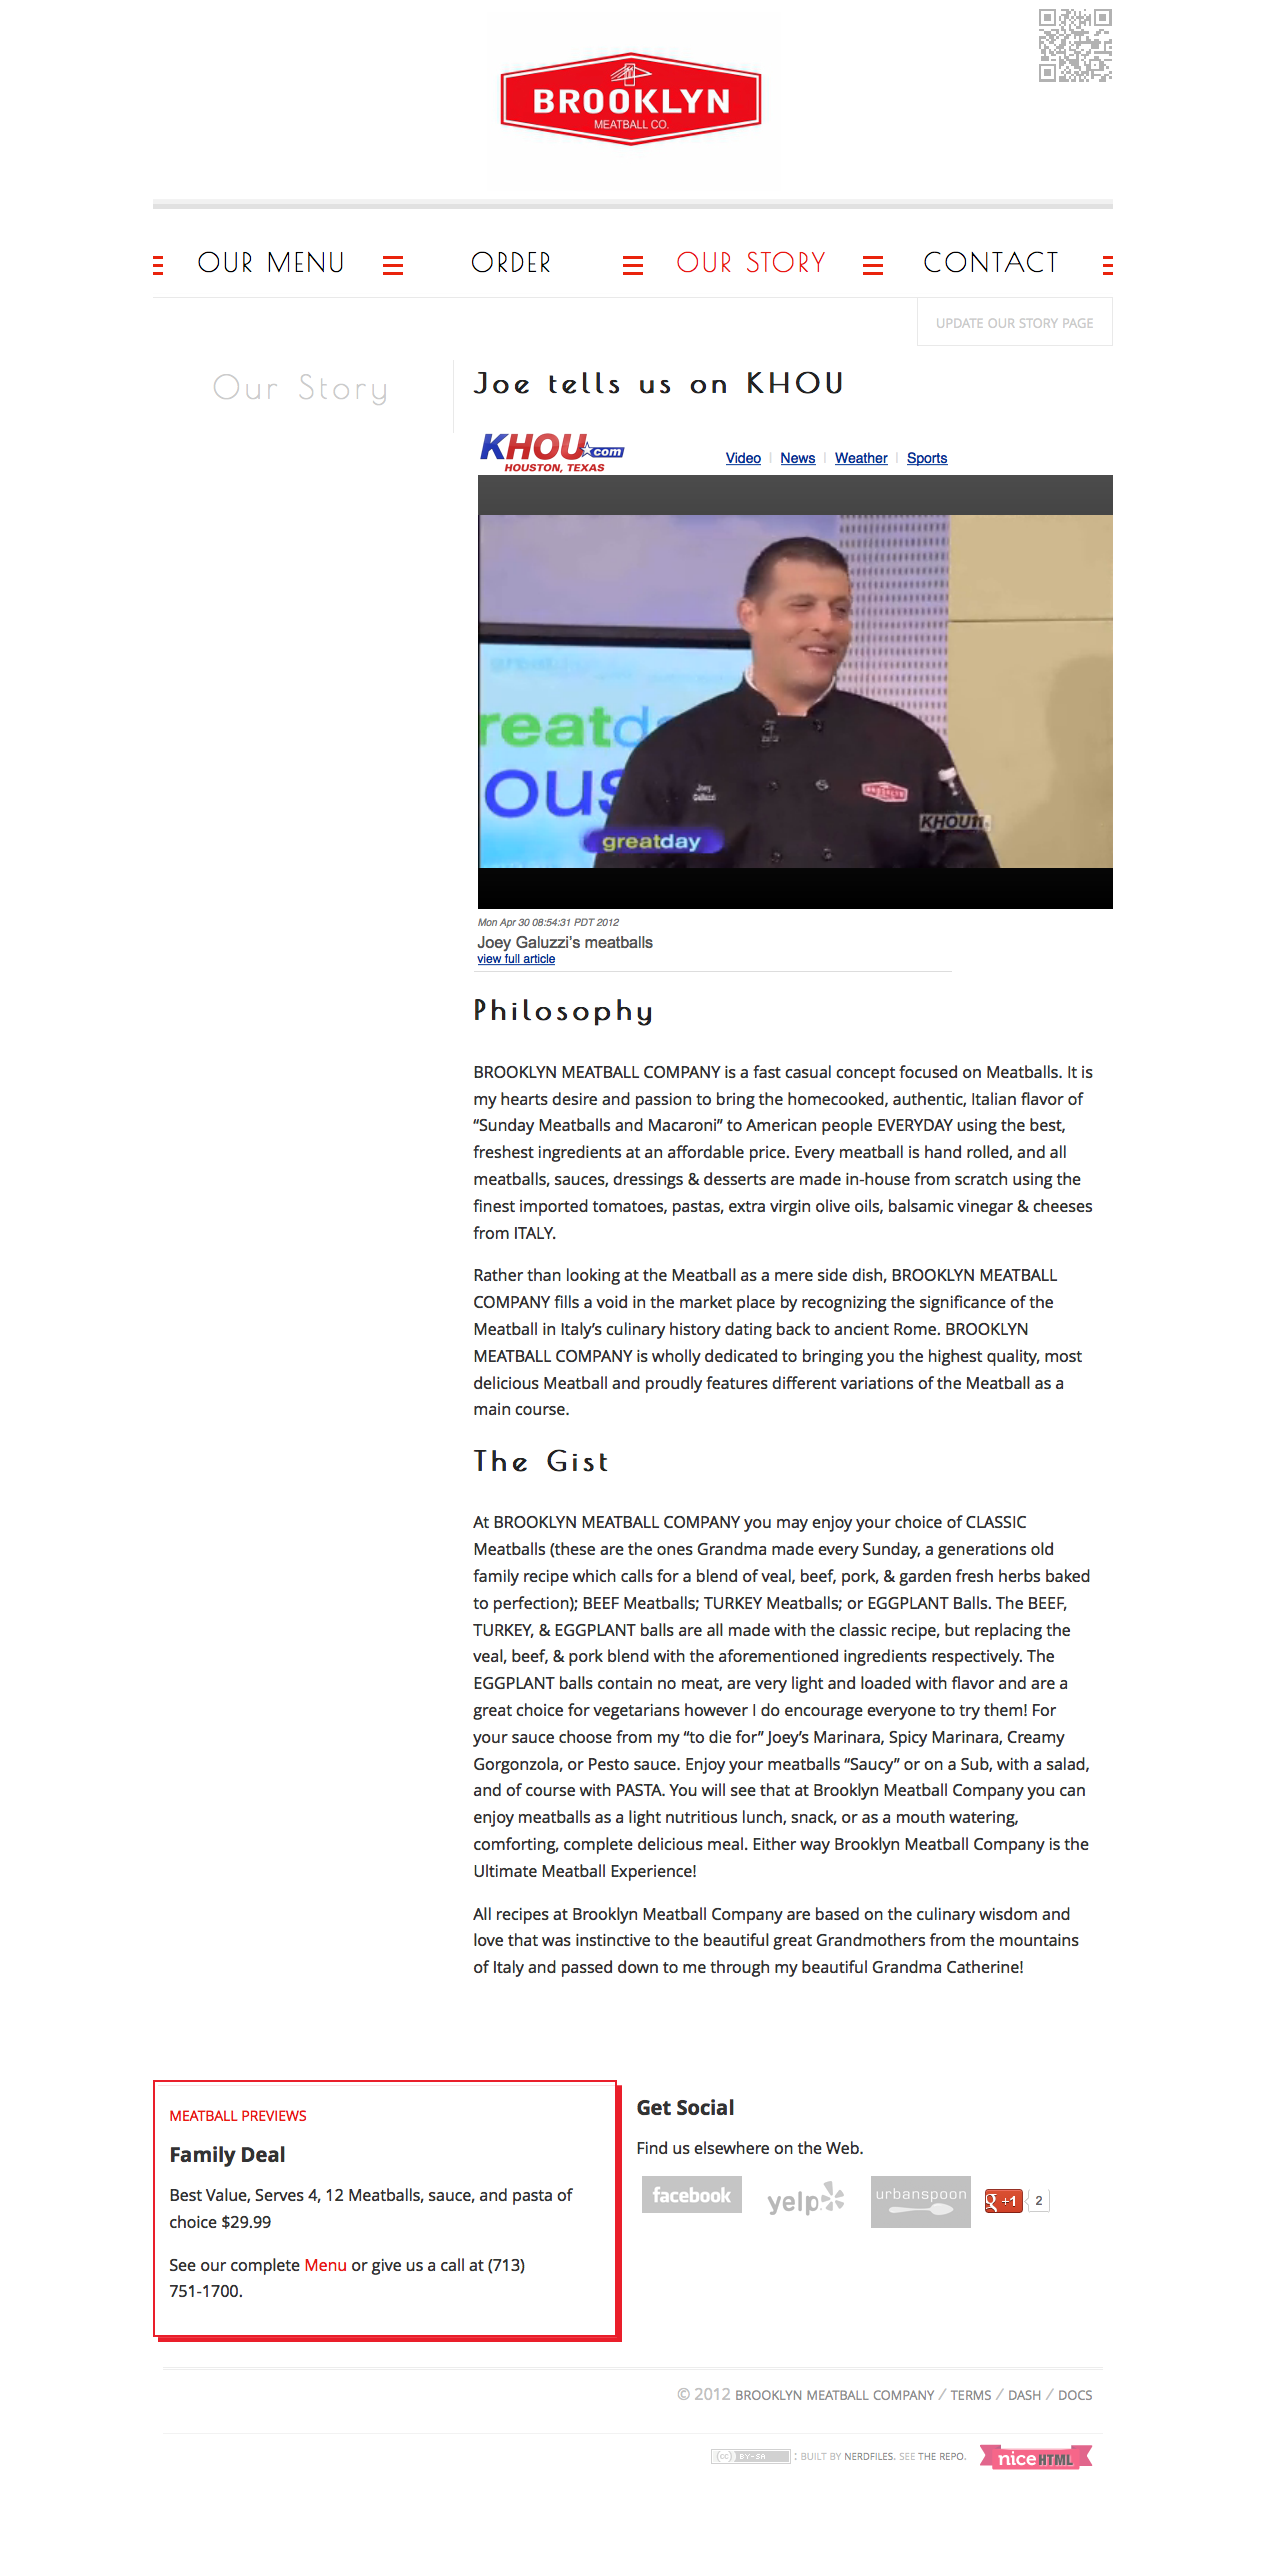 BROOKLYN
MEATBALL CO.
OUR MENU
ORDER
OUR STORY
CONTACT
UPDATE OUR STORY PAGE
Our Story
Joe tells us on KHOU
KHOU.com
HOUSTON, TEXAS
Video | News | Weather | Sports
greatday
reatd
ous
Joey
Galluzzi
BROOKLYN
KHOU11
greatday
Mon Apr 30 08:54:31 PDT 2012
Joey Galuzzi's meatballs
view full article
Philosophy
BROOKLYN MEATBALL COMPANY is a fast casual concept focused on Meatballs. It is
my hearts desire and passion to bring the homecooked, authentic, Italian flavor of
“Sunday Meatballs and Macaroni” to American people EVERYDAY using the best,
freshest ingredients at an affordable price. Every meatball is hand rolled, and all
meatballs, sauces, dressings & desserts are made in-house from scratch using the
finest imported tomatoes, pastas, extra virgin olive oils, balsamic vinegar & cheeses
from ITALY.
Rather than looking at the Meatball as a mere side dish, BROOKLYN MEATBALL
COMPANY fills a void in the market place by recognizing the significance of the
Meatball in Italy’s culinary history dating back to ancient Rome. BROOKLYN
MEATBALL COMPANY is wholly dedicated to bringing you the highest quality, most
delicious Meatball and proudly features different variations of the Meatball as a
main course.
The Gist
At BROOKLYN MEATBALL COMPANY you may enjoy your choice of CLASSIC
Meatballs (these are the ones Grandma made every Sunday, a generations old
family recipe which calls for a blend of veal, beef, pork, & garden fresh herbs baked
to perfection); BEEF Meatballs; TURKEY Meatballs; or EGGPLANT Balls. The BEEF,
TURKEY, & EGGPLANT balls are all made with the classic recipe, but replacing the
veal, beef, & pork blend with the aforementioned ingredients respectively. The
EGGPLANT balls contain no meat, are very light and loaded with flavor and are a
great choice for vegetarians however I do encourage everyone to try them! For
your sauce choose from my “to die for” Joey’s Marinara, Spicy Marinara, Creamy
Gorgonzola, or Pesto sauce. Enjoy your meatballs “Saucy” or on a Sub, with a salad,
and of course with PASTA. You will see that at Brooklyn Meatball Company you can
enjoy meatballs as a light nutritious lunch, snack, or as a mouth watering,
comforting, complete delicious meal. Either way Brooklyn Meatball Company is the
Ultimate Meatball Experience!
All recipes at Brooklyn Meatball Company are based on the culinary wisdom and
love that was instinctive to the beautiful great Grandmothers from the mountains
of Italy and passed down to me through my beautiful Grandma Catherine!
MEATBALL PREVIEWS
Family Deal
Best Value, Serves 4, 12 Meatballs, sauce, and pasta of
choice $29.99
See our complete Menu or give us a call at (713)
751-1700.
Get Social
Find us elsewhere on the Web.
facebook
yelp
urbanspoon
g +1 2
© 2012 BROOKLYN MEATBALL COMPANY / TERMS / DASH / DOCS
cc BY-SA : BUILT BY NERDFILES. SEE THE REPO.
nice HTML